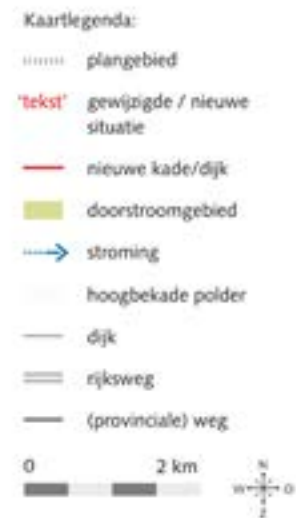 Kaartlegenda:
plangebied
'tekst' gewijzigde / nieuwe
situatie
nieuwe kade/dijk
doorstroomgebied
stroming
hoogbekade polder
dijk
rijksweg
(provinciale) weg
0 2 km
N
W O
Z